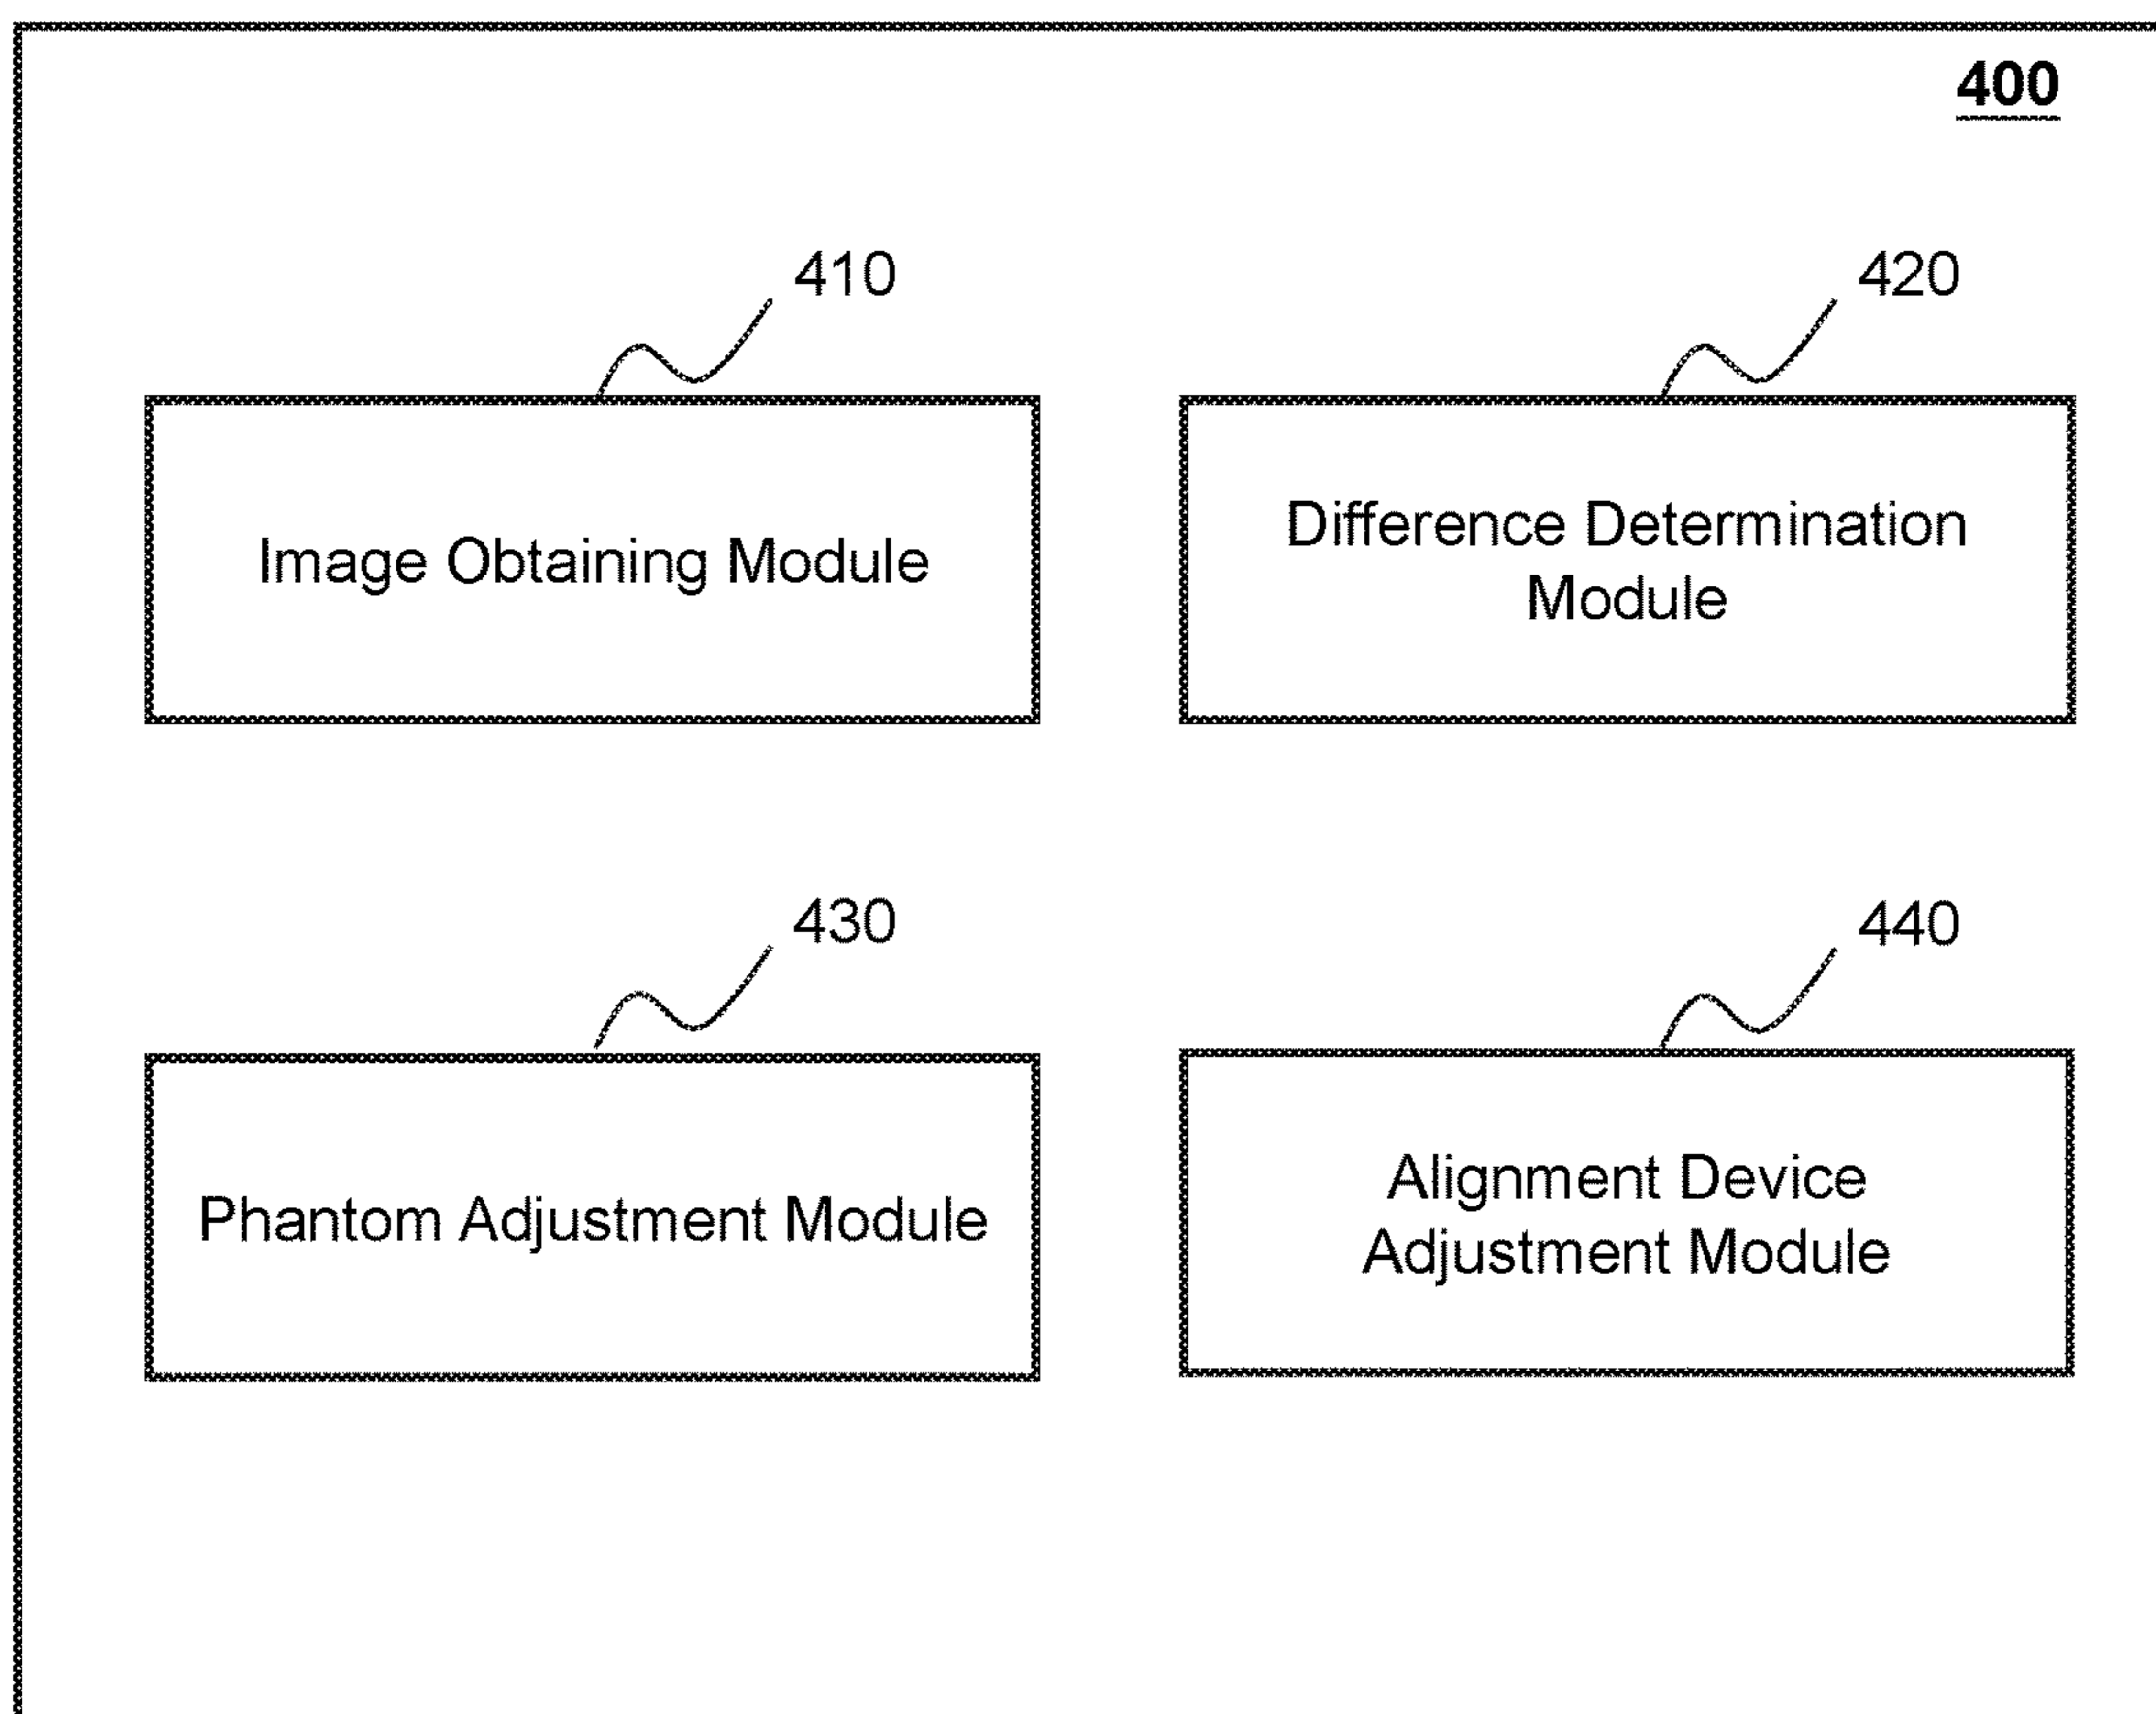 400
410
420
Image Obtaining Module
Difference Determination
Module
430
440
Phantom Adjustment Module
Alignment Device
Adjustment Module